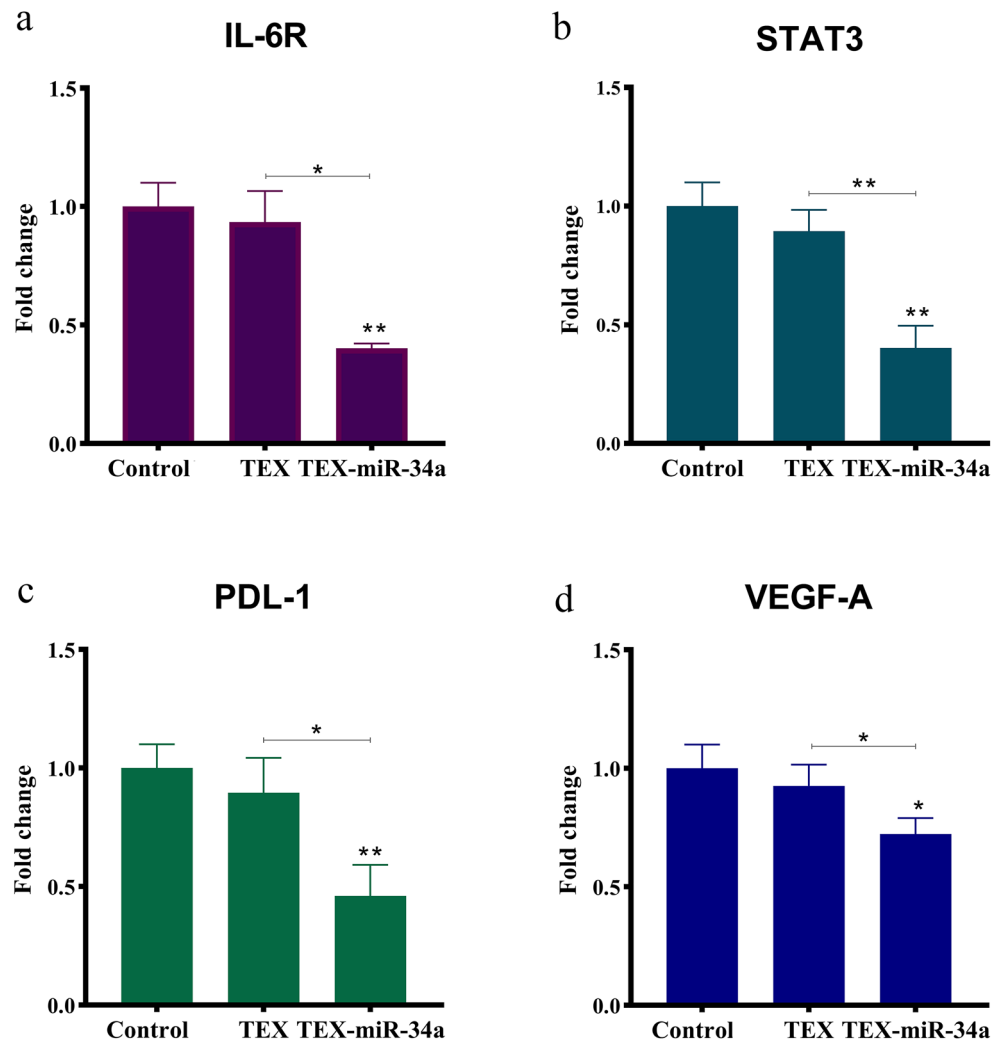 a
IL-6R
Fold change
1.5
1.0
0.5
0.0
*
**
Control TEX TEX-miR-34a
b
STAT3
Fold change
1.5
1.0
0.5
0.0
**
**
Control TEX TEX-miR-34a
c
PDL-1
Fold change
1.5
1.0
0.5
0.0
*
**
Control TEX TEX-miR-34a
d
VEGF-A
Fold change
1.5
1.0
0.5
0.0
*
*
Control TEX TEX-miR-34a